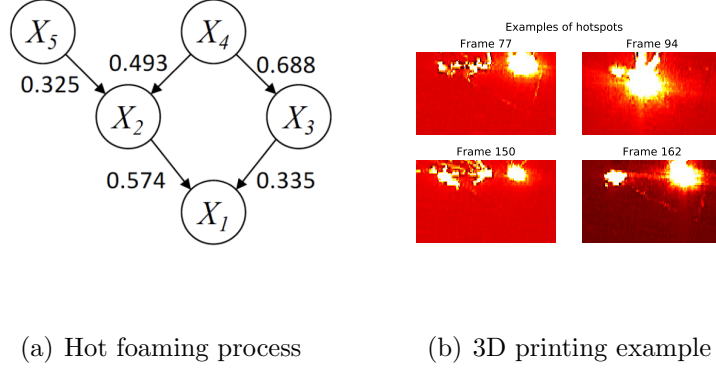 X5 X4
0.325 0.493 0.688
X2 X3
0.574 0.335
X1
Examples of hotspots
Frame 77 Frame 94
Frame 150 Frame 162
(a) Hot foaming process (b) 3D printing example